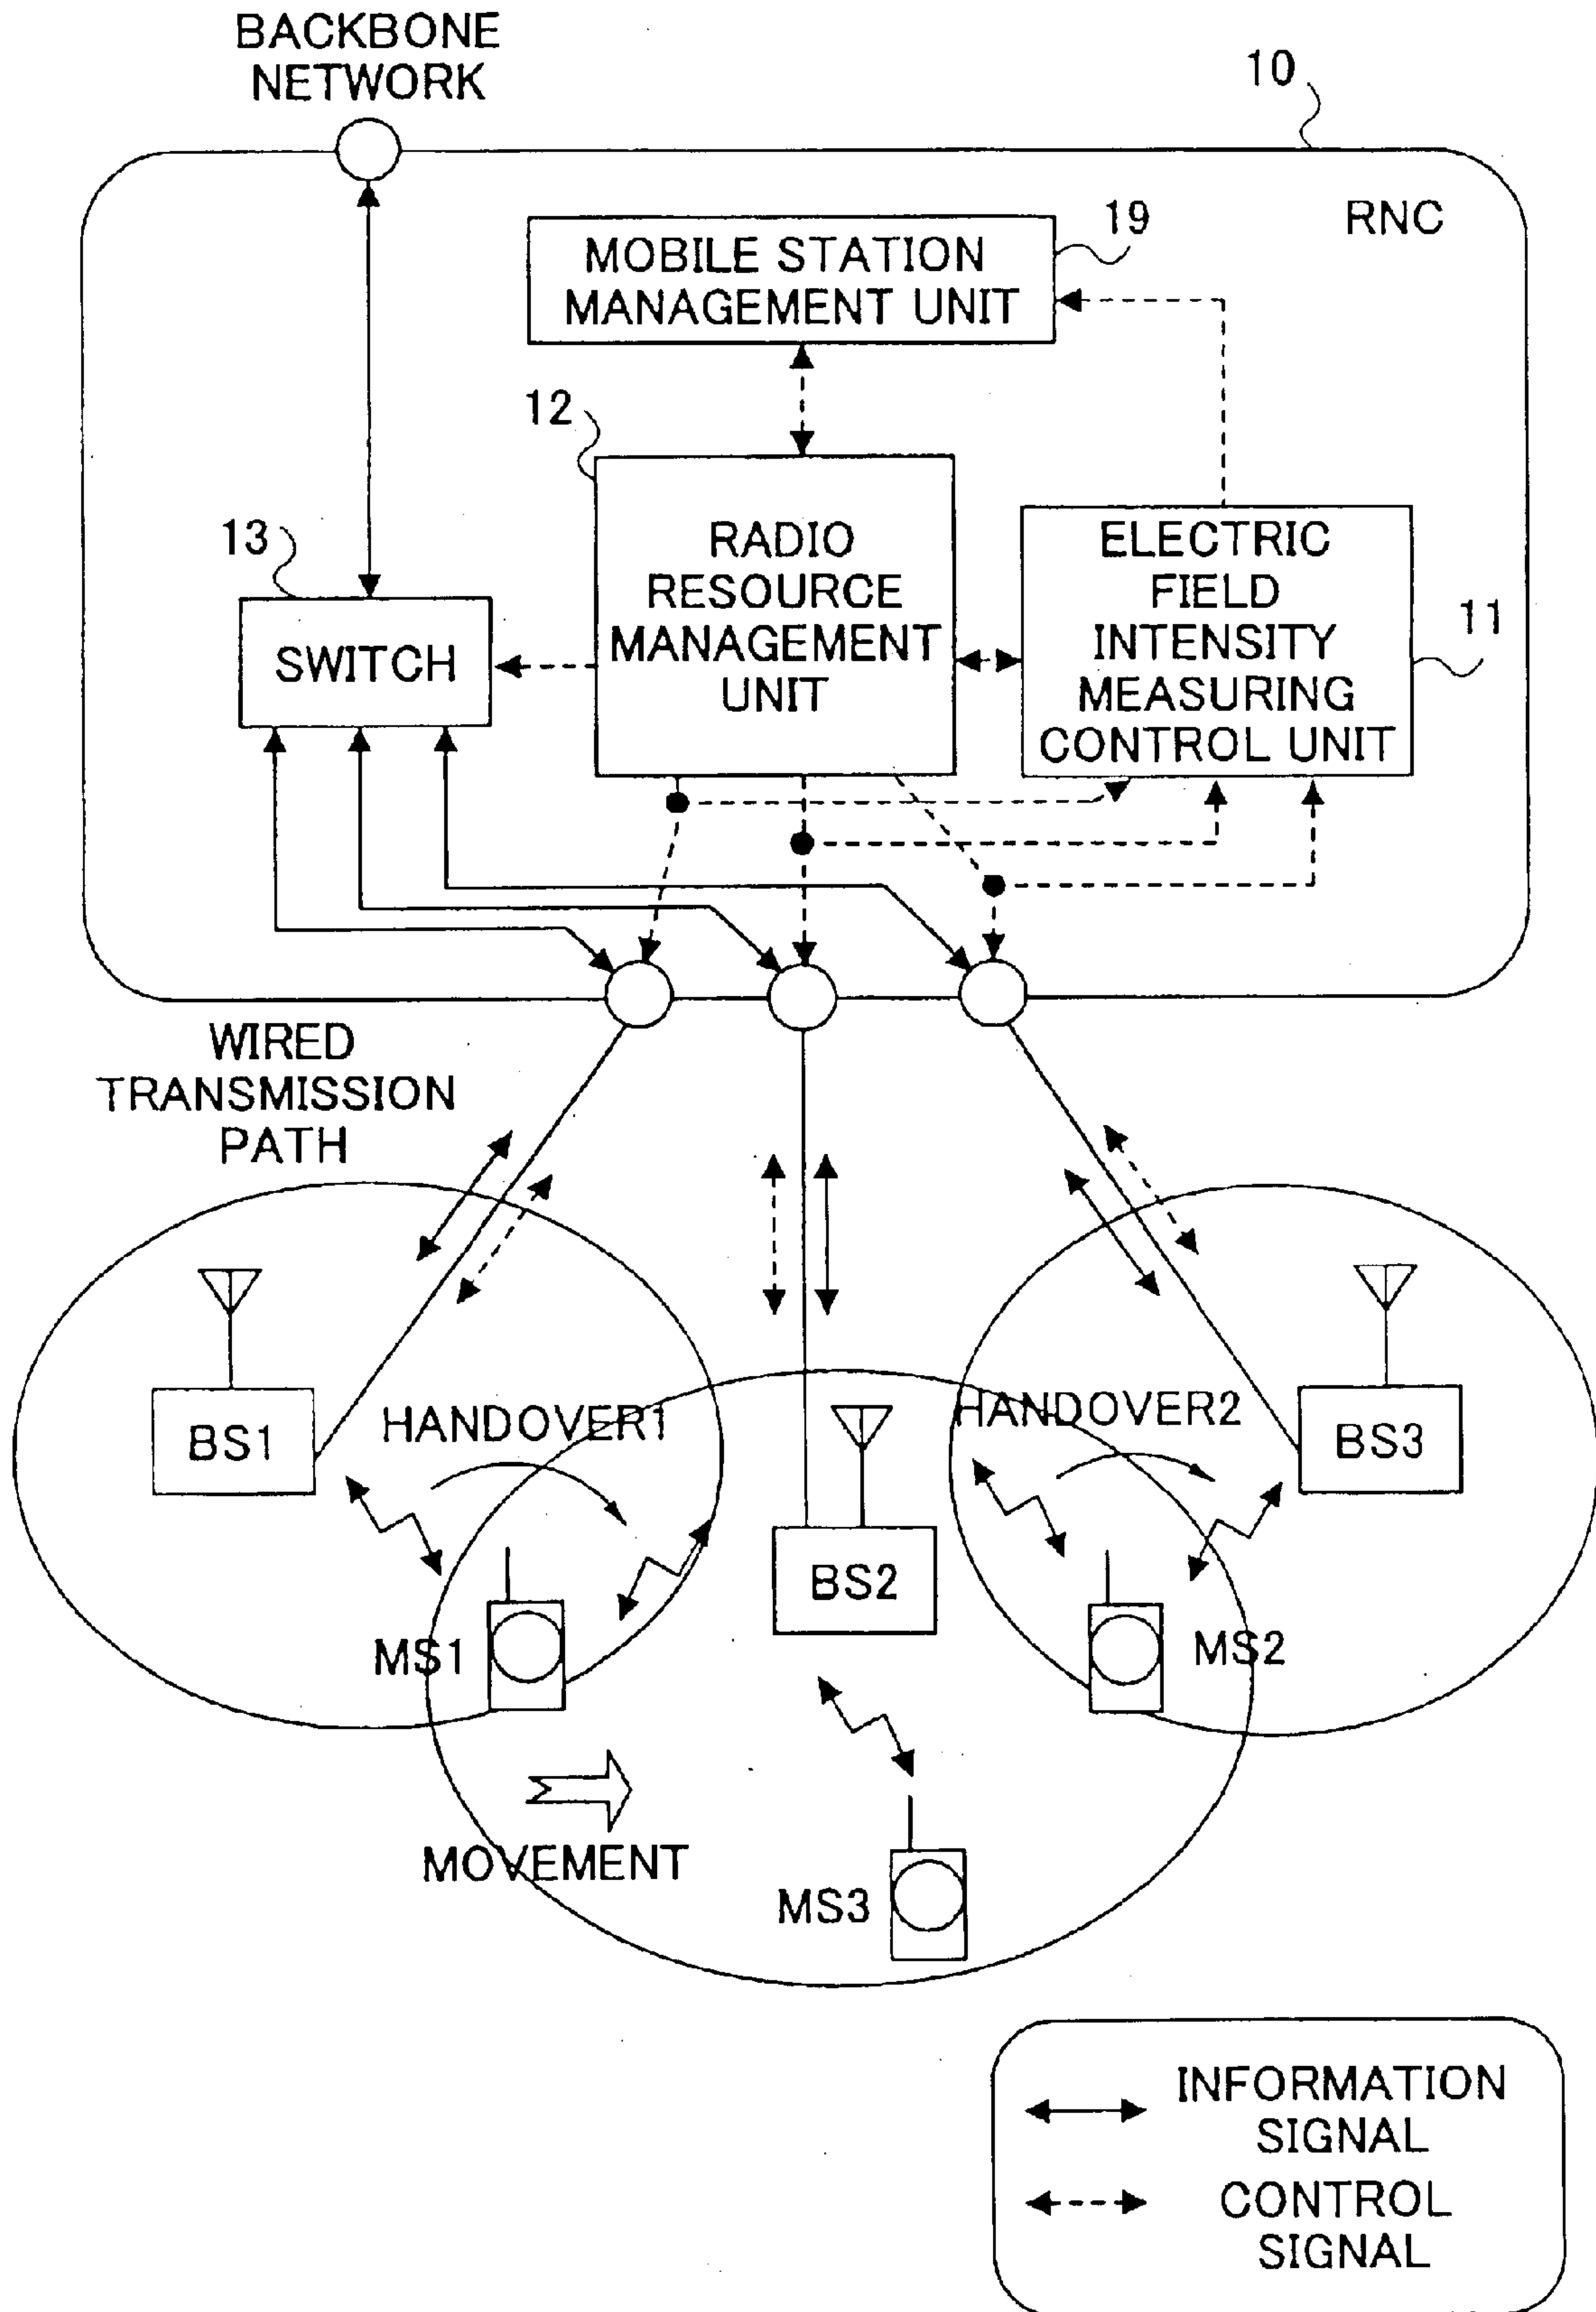 BACKBONE
NETWORK
10
RNC
19
MOBILE STATION
MANAGEMENT UNIT
12
13
RADIO
RESOURCE
MANAGEMENT
UNIT
ELECTRIC
FIELD
INTENSITY
MEASURING
CONTROL UNIT
11
SWITCH
WIRED
TRANSMISSION
PATH
HANDOVER1
HANDOVER2
BS1
BS2
BS3
MS1
MS2
MOVEMENT
MS3
INFORMATION
SIGNAL
CONTROL
SIGNAL